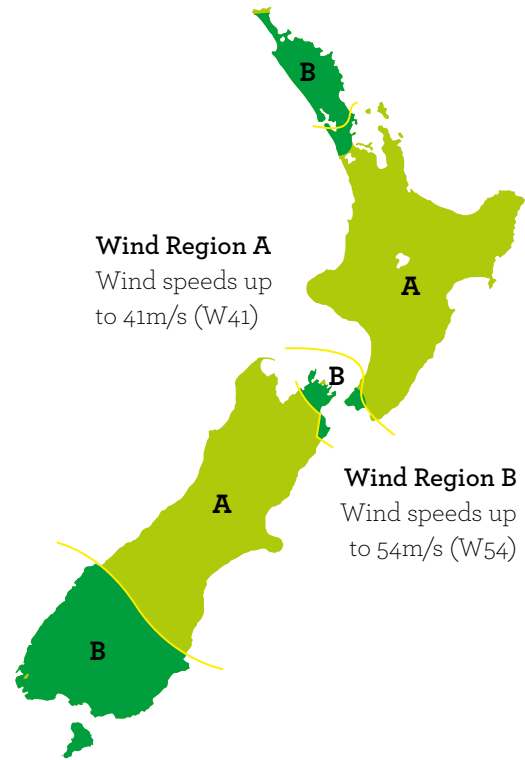 B
Wind Region A
Wind speeds up
to 41m/s (W41)
A
B
Wind Region B
Wind speeds up
to 54m/s (W54)
A
B